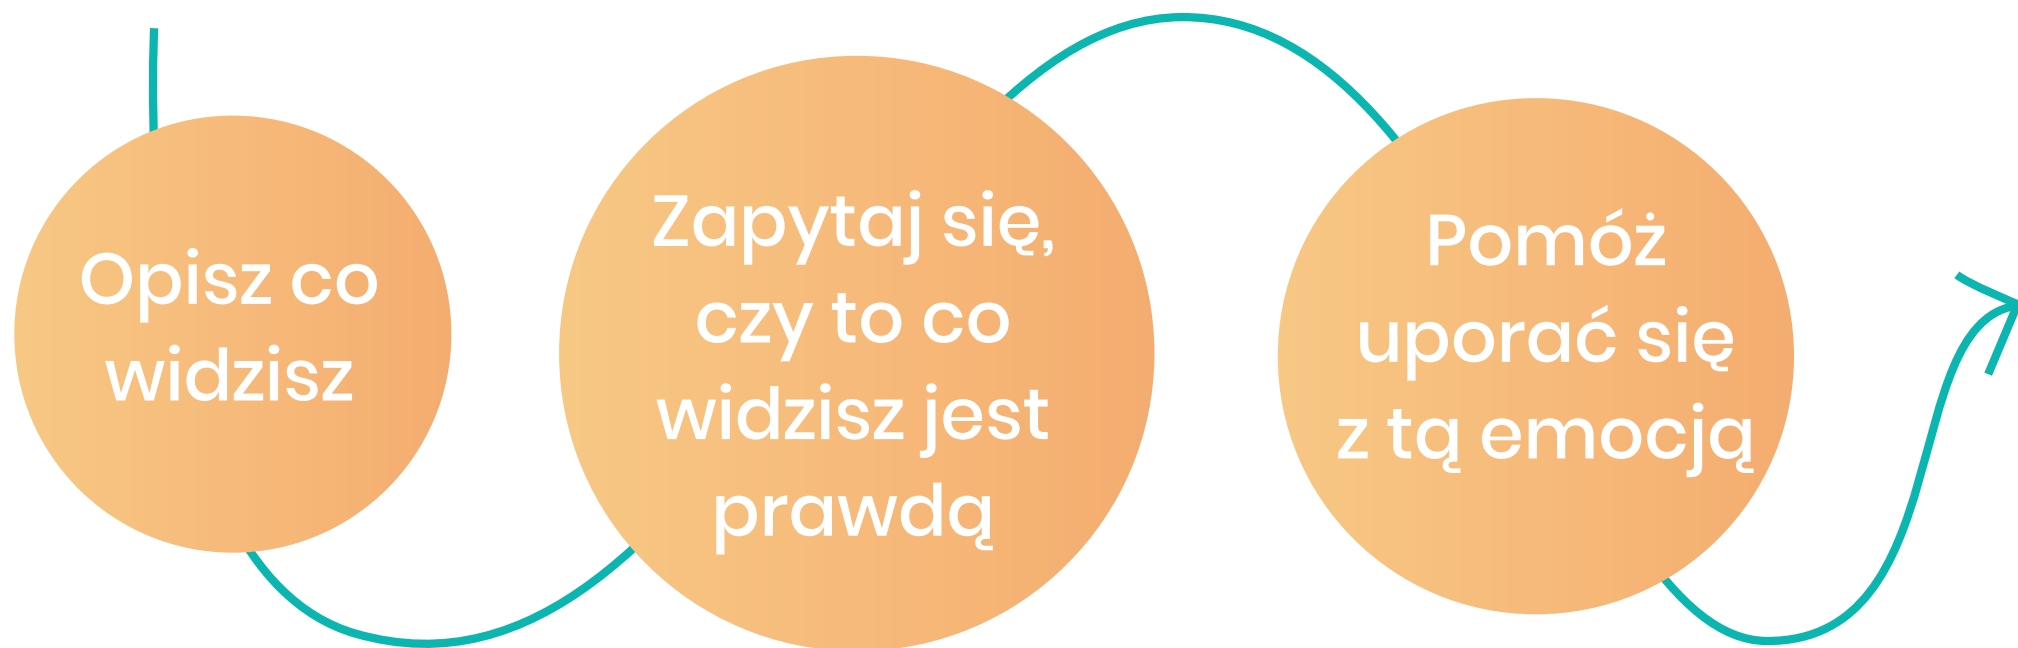 Opisz co
widzisz
Zapytaj się,
czy to co
widzisz jest
prawdą
Pomóż
uporać się
z tą emocją